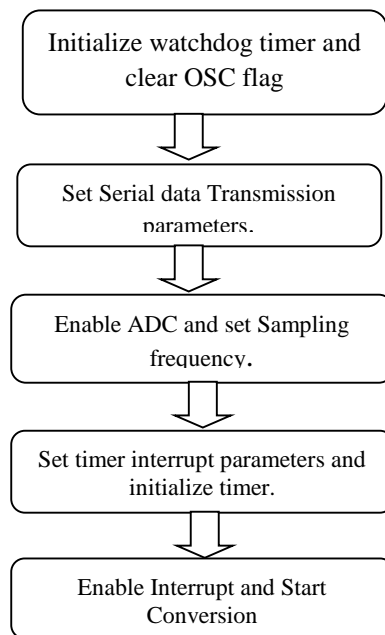 Initialize watchdog timer and
clear OSC flag
Set Serial data Transmission
parameters.
Enable ADC and set Sampling
frequency.
Set timer interrupt parameters and
initialize timer.
Enable Interrupt and Start
Conversion